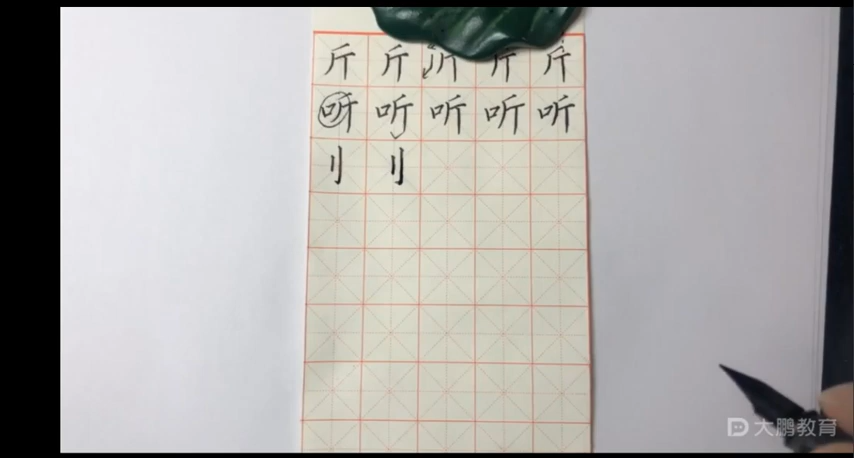 斤 斤 斤 斤 斤
听 听 听 听 听
刂 刂
大鹏教育